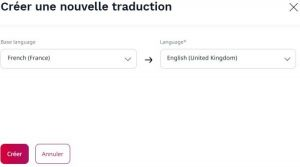 Créer une nouvelle traduction
Base language
Language*
French (France)
English (United Kingdom)
Créer
Annuler